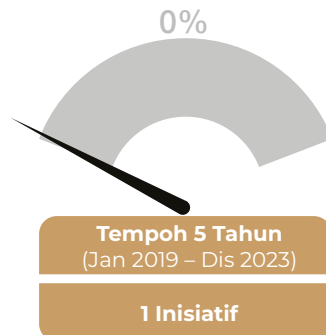 0%
Tempoh 5 Tahun
(Jan 2019 – Dis 2023)
1 Inisiatif